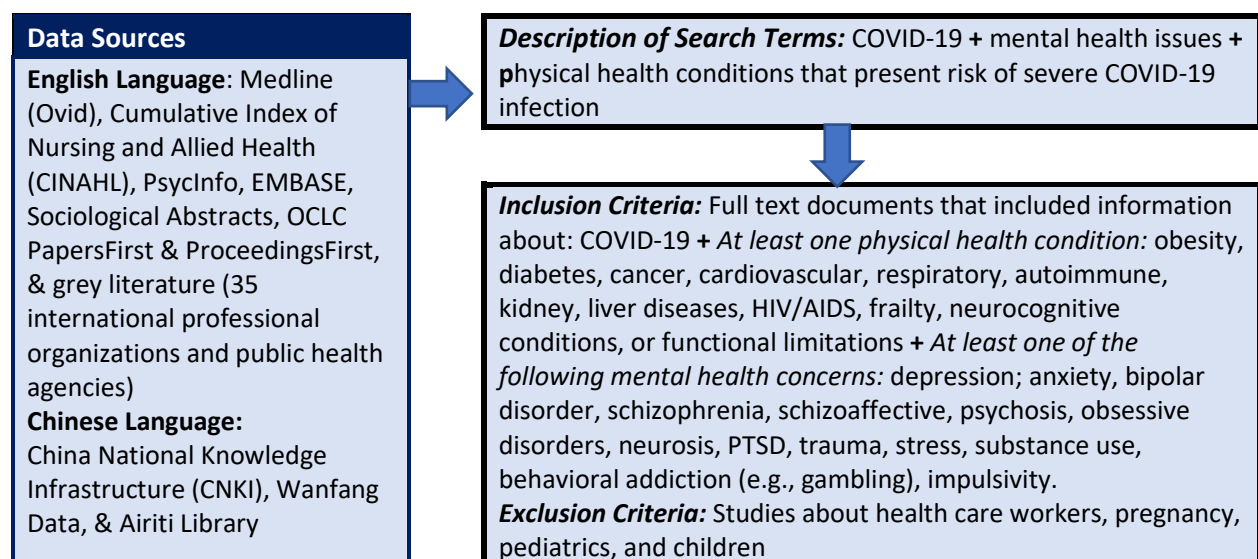 Data Sources
English Language: Medline
(Ovid), Cumulative Index of
Nursing and Allied Health
(CINAHL), PsycInfo, EMBASE,
Sociological Abstracts, OCLC
PapersFirst & ProceedingsFirst,
& grey literature (35
international professional
organizations and public health
agencies)
Chinese Language:
China National Knowledge
Infrastructure (CNKI), Wanfang
Data, & Airiti Library
Description of Search Terms: COVID-19 + mental health issues +
physical health conditions that present risk of severe COVID-19
infection
Inclusion Criteria: Full text documents that included information
about: COVID-19 + At least one physical health condition: obesity,
diabetes, cancer, cardiovascular, respiratory, autoimmune,
kidney, liver diseases, HIV/AIDS, frailty, neurocognitive
conditions, or functional limitations + At least one of the
following mental health concerns: depression; anxiety, bipolar
disorder, schizophrenia, schizoaffective, psychosis, obsessive
disorders, neurosis, PTSD, trauma, stress, substance use,
behavioral addiction (e.g., gambling), impulsivity.
Exclusion Criteria: Studies about health care workers, pregnancy,
pediatrics, and children